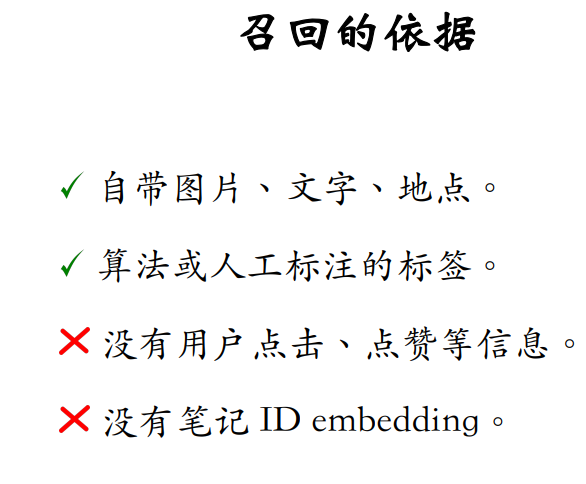 召回的依据
✓ 自带图片、文字、地点。
✓ 算法或人工标注的标签。
✗ 没有用户点击、点赞等信息。
✗ 没有笔记 ID embedding。